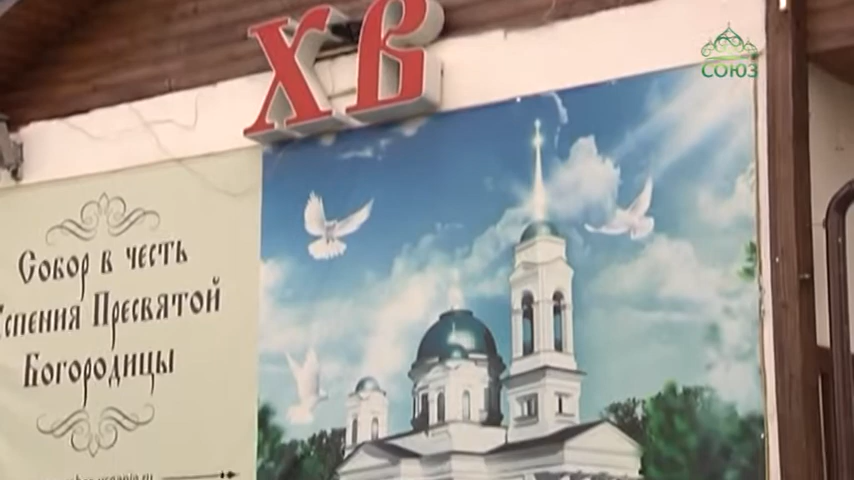 ХВ
СОЮЗ
Собор в честь
Успения Пресвятой
Богородицы